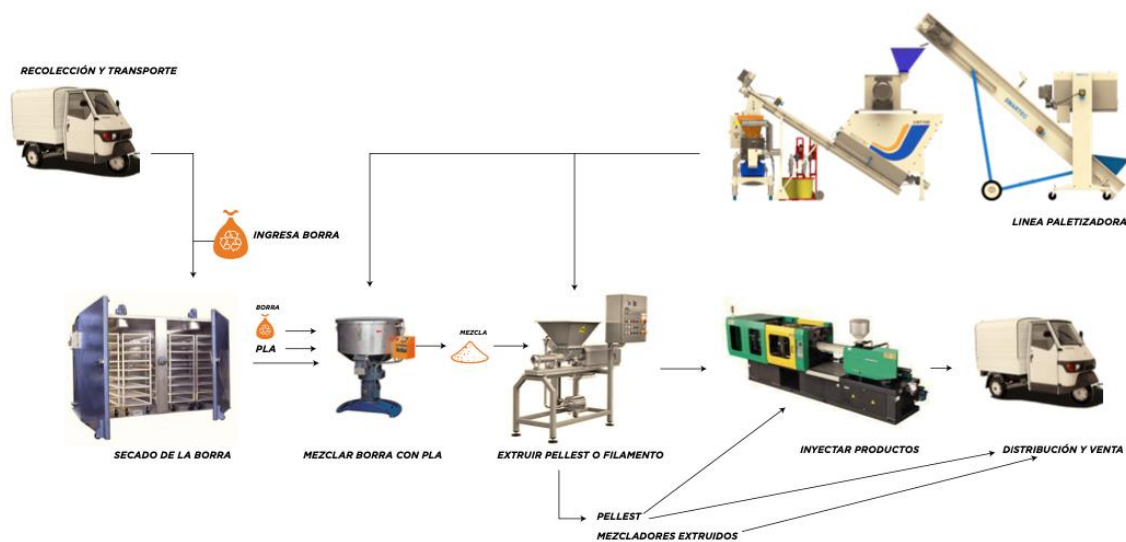 RECOLECCIÓN Y TRANSPORTE
LINEA PALETIZADORA
INGRESA BORRA
BORRA
PLA
MEZCLA
SECADO DE LA BORRA
MEZCLAR BORRA CON PLA
EXTRUIR PELLEST O FILAMENTO
INYECTAR PRODUCTOS
DISTRIBUCIÓN Y VENTA
PELLEST
MEZCLADORES EXTRUIDOS